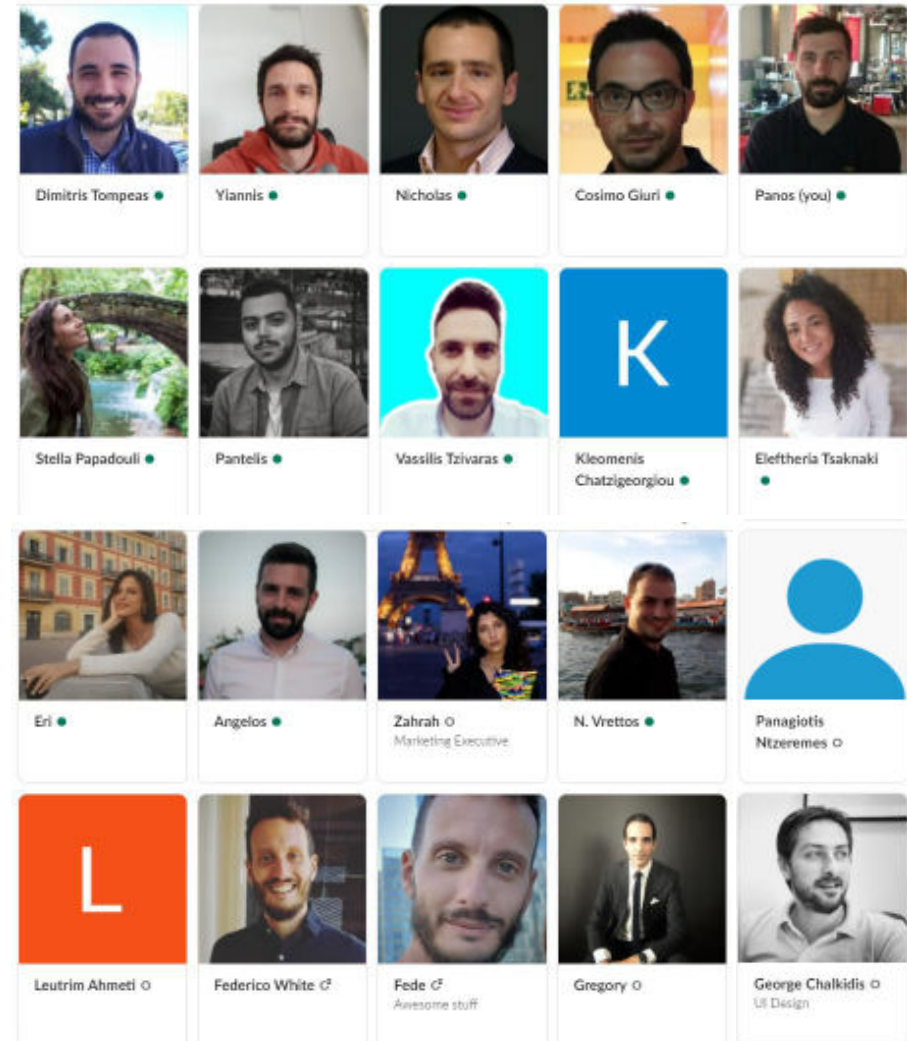 Dimitris Tompeas
Yiannis
Nicholas
Cosimo Giuri
Panos (you)
K
Stella Papadouli
Pantelis
Vassilis Tzivaras
Kleomenis
Chatzigeorgiou
Eleftheria Tsaknaki
Eri
Angelos
Zahrah
Marketing Executive
N. Vrettos
Panagiotis
Ntzeremes
L
Leutrim Ahmeti
Federico White
Fede
Awesome stuff
Gregory
George Chalkidis
UI Design